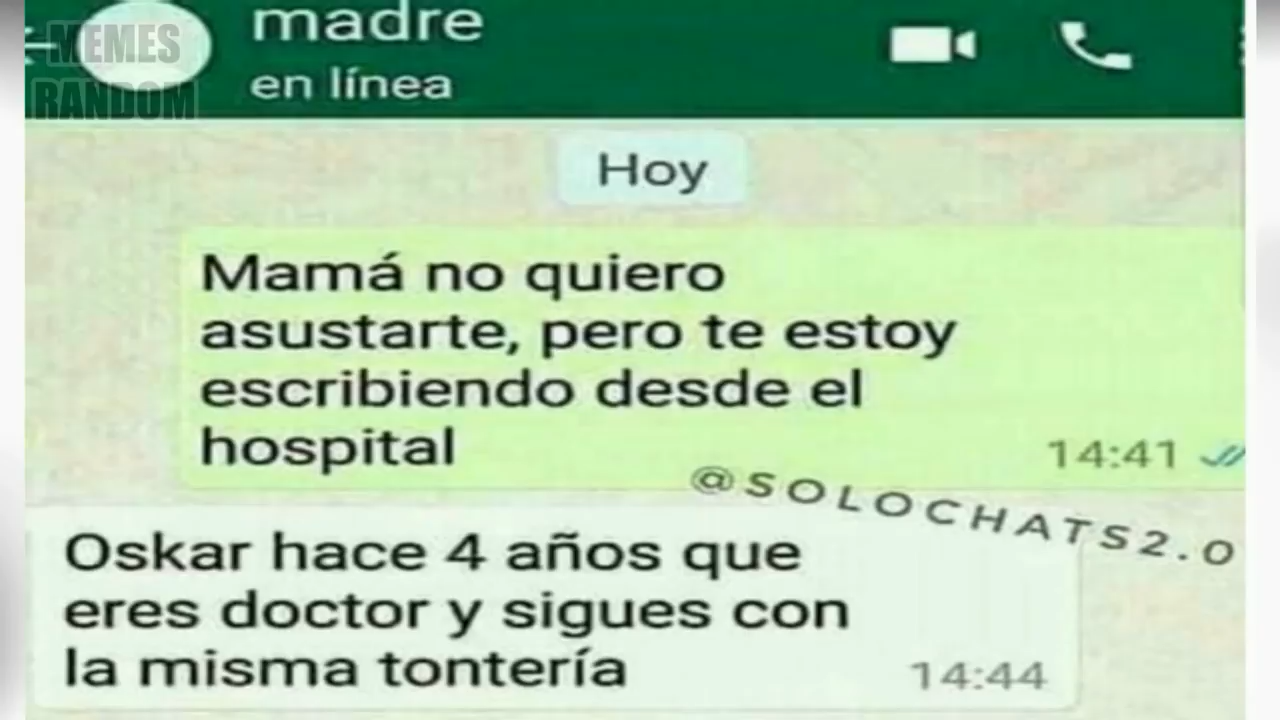 madre
MEMES
RANDOM
en línea
Hoy
Mamá no quiero
asustarte, pero te estoy
escribiendo desde el
hospital
14:41
@SOLOCHATS2.0
Oskar hace 4 años que
eres doctor y sigues con
la misma tontería
14:44